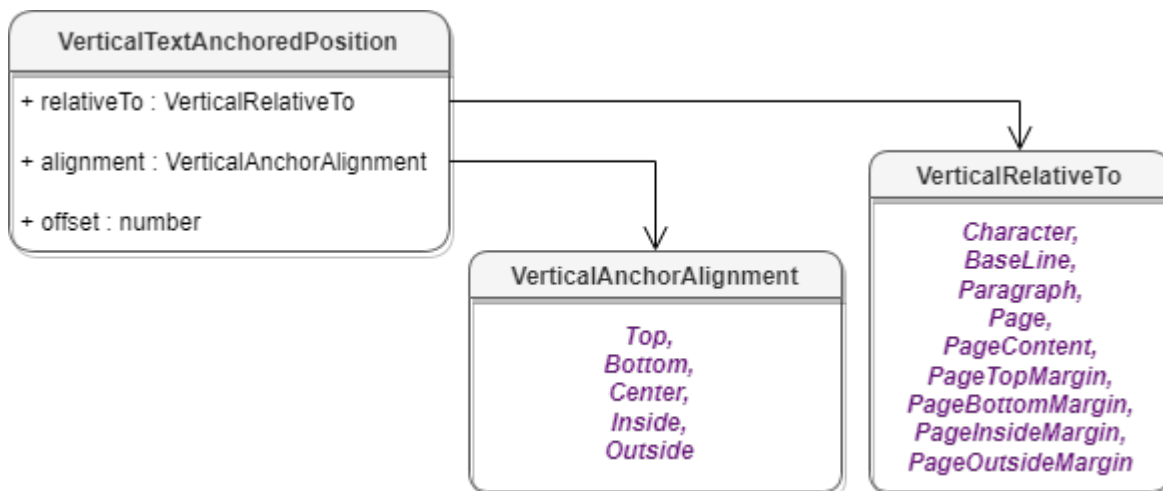 VerticalTextAnchoredPosition
+ relativeTo : VerticalRelativeTo
+ alignment : VerticalAnchorAlignment
+ offset : number
VerticalAnchorAlignment
Top,
Bottom,
Center,
Inside,
Outside
VerticalRelativeTo
Character,
BaseLine,
Paragraph,
Page,
PageContent,
PageTopMargin,
PageBottomMargin,
PageInsideMargin,
PageOutsideMargin